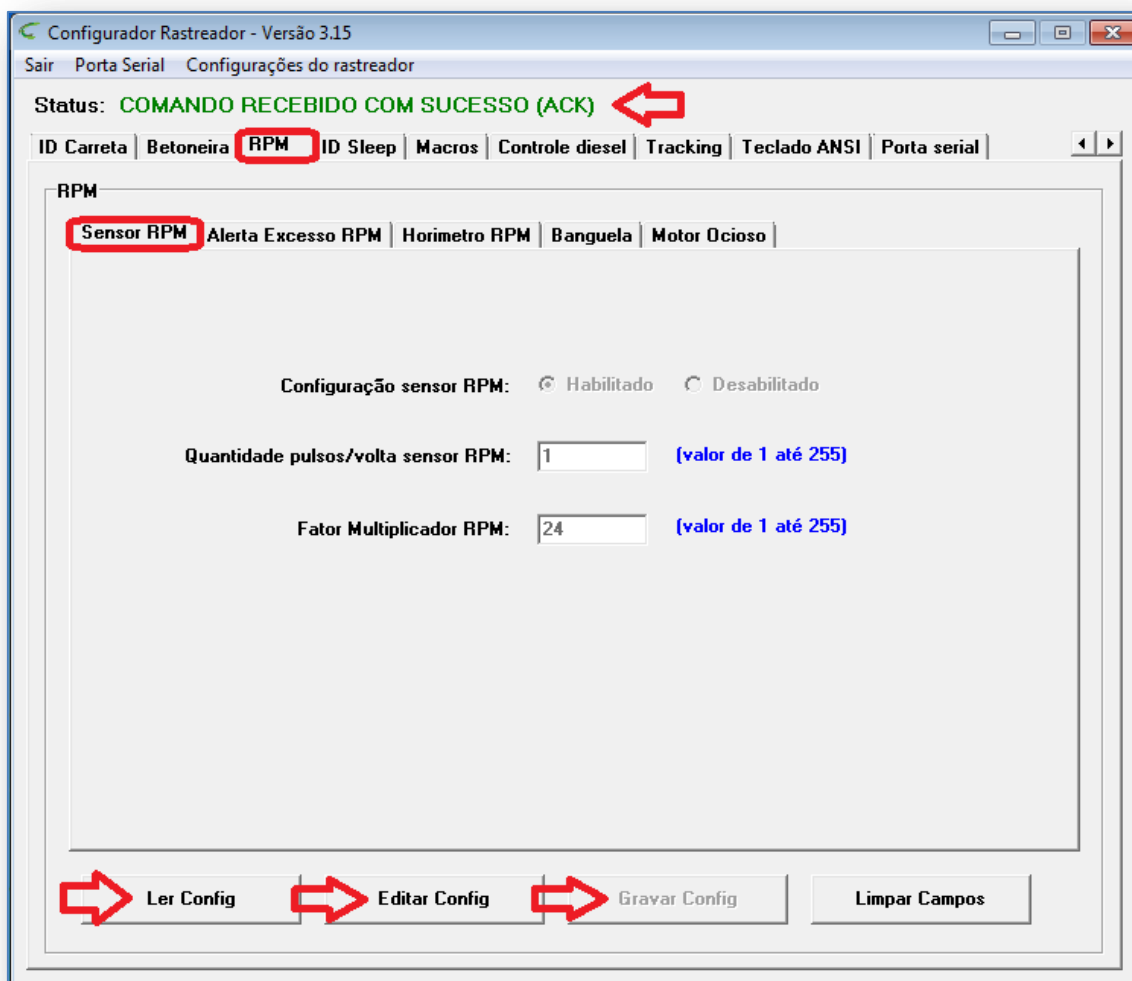 Configurador Rastreador - Versão 3.15
Sair Porta Serial Configurações do rastreador
Status: COMANDO RECEBIDO COM SUCESSO (ACK)
ID Carreta Betoneira RPM ID Sleep Macros Controle diesel Tracking Teclado ANSI Porta serial
RPM
Sensor RPM Alerta Excesso RPM Horimetro RPM Banguela Motor Ocioso
Configuração sensor RPM: Habilitado Desabilitado
Quantidade pulsos/volta sensor RPM: 1 (valor de 1 até 255)
Fator Multiplicador RPM: 24 (valor de 1 até 255)
Ler Config Editar Config Gravar Config Limpar Campos